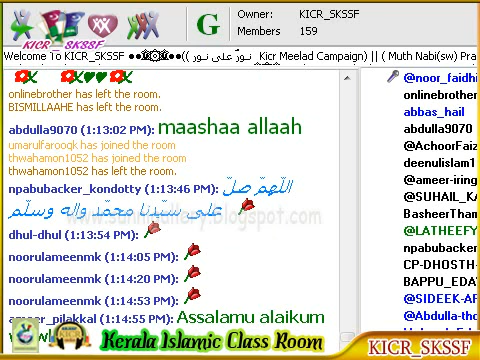 KICR_SKSSF
G
Owner: KICR_SKSSF
Members 159
Welcome To KICR_SKSSF ●●۞۩۞●● ((نورٌ على نور Kicr Meelad Campaign) || ( Muth Nabi(sw) Pra
onlinebrother has left the room.
BISMILLAAHE has left the room.
abdulla9070 (1:13:02 PM): maashaa allaah
umarulfarooqk has joined the room
thwahamon1052 has joined the room
thwahamon1052 has left the room.
npabubacker_kondotty (1:13:46 PM): اللّهمّ صلّ
على سيّدنا محمّد واله وسلّم
dhul-dhul (1:13:54 PM):
noorulameenmk (1:14:05 PM):
noorulameenmk (1:14:20 PM):
noorulameenmk (1:14:53 PM):
ameer_pilakkal (1:14:55 PM): Assalamu alaikum
@noor_faidhi
onlinebrother
abbas_hail
abdulla9070
@AchoorFaiz
deenulislam1
@ameer-iring
@SUHAIL_KA
BasheerTham
@LATHEEFY
npabubacker
CP-DHOSTH-
BAPPU_EDA
@SIDEEK-AR
@Abdulla-tho
Kerala Islamic Class Room
KICR_SKSSF